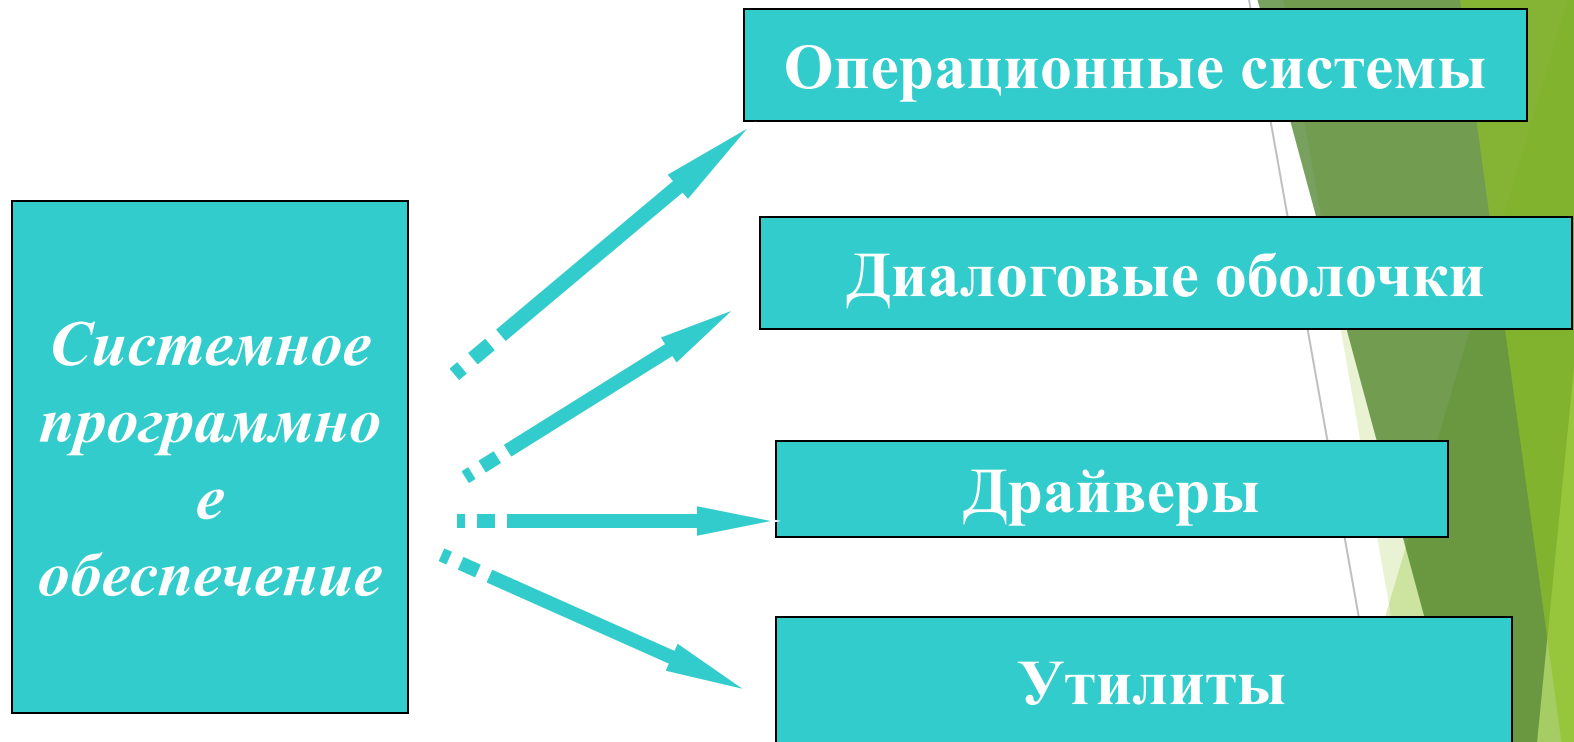 Системное
программно
е
обеспечение
Операционные системы
Диалоговые оболочки
Драйверы
Утилиты